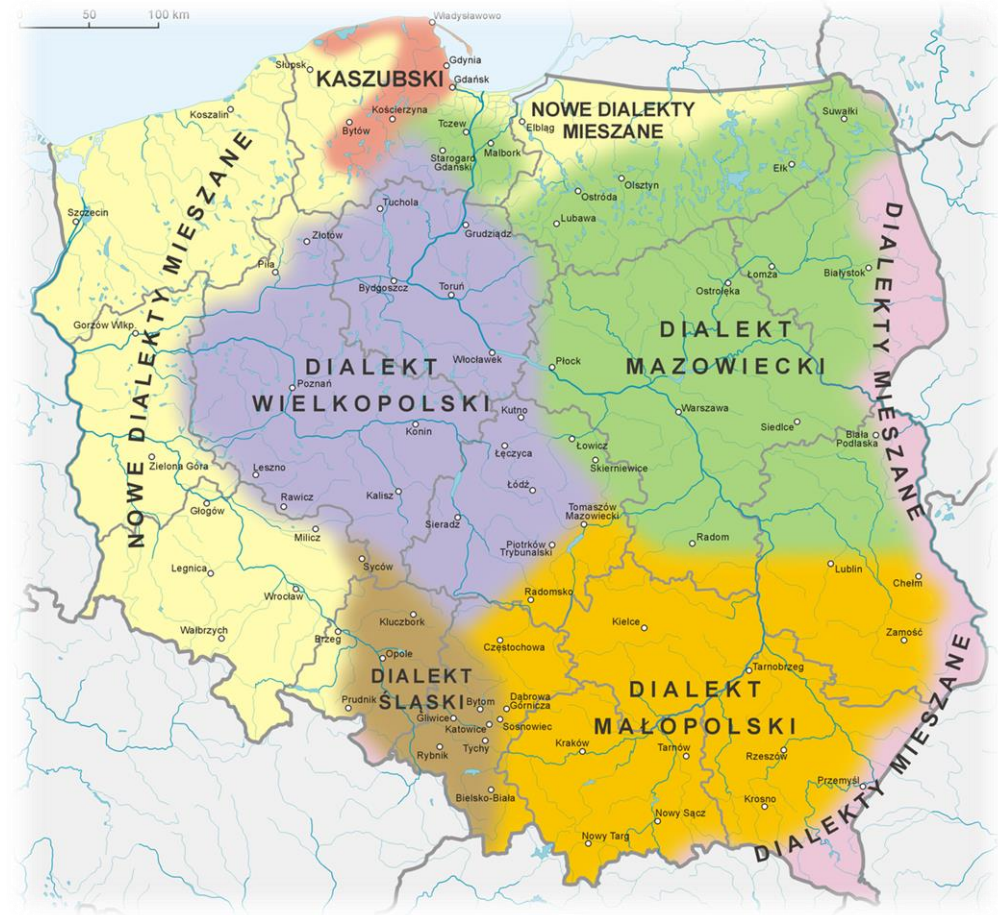 50
100 km
Władysławowo
Gdynia
Słupsk
KASZUBSKI
Gdańsk
Koszalin
Kościerzyna
NOWE DIALEKTY
MIESZANE
Suwałki
Bytów
Tczew
Elbląg
Malbork
Starogard
Gdański
Ełk
Olsztyn
Ostróda
Szczecin
Tuchola
Lubawa
Złotów
Grudziądz
NOWE DIALEKTY MIESZANE
DIALEKTY MIESZANE
Piła
Łomża
Białystok
Bydgoszcz
Toruń
Ostrołęka
Gorzów Wlkp.
DIALEKT
MAZOWIECKI
Włocławek
Płock
DIALEKT
WIELKOPOLSKI
Poznań
Warszawa
Kutno
Konin
Siedlce
Biała
Podlaska
Łowicz
Łęczyca
Zielona Góra
Leszno
Skierniewice
Łódź
Kalisz
Rawicz
Głogów
Tomaszów
Mazowiecki
Sieradz
Milicz
Radom
Piotrków
Trybunalski
Syców
Legnica
Lublin
Chełm
Wrocław
Radomsko
Kluczbork
Kielce
Wałbrzych
Brzeg
Zamość
Częstochowa
Opole
Tarnobrzeg
DIALEKT
ŚLĄSKI
DIALEKT
MAŁOPOLSKI
Prudnik
Bytom
Dąbrowa
Górnicza
Gliwice
Katowice
Sosnowiec
Tychy
Kraków
Tarnów
Rzeszów
Rybnik
Przemyśl
DIALEKTY MIESZANE
Bielsko-Biała
Krosno
Nowy Sącz
Nowy Targ